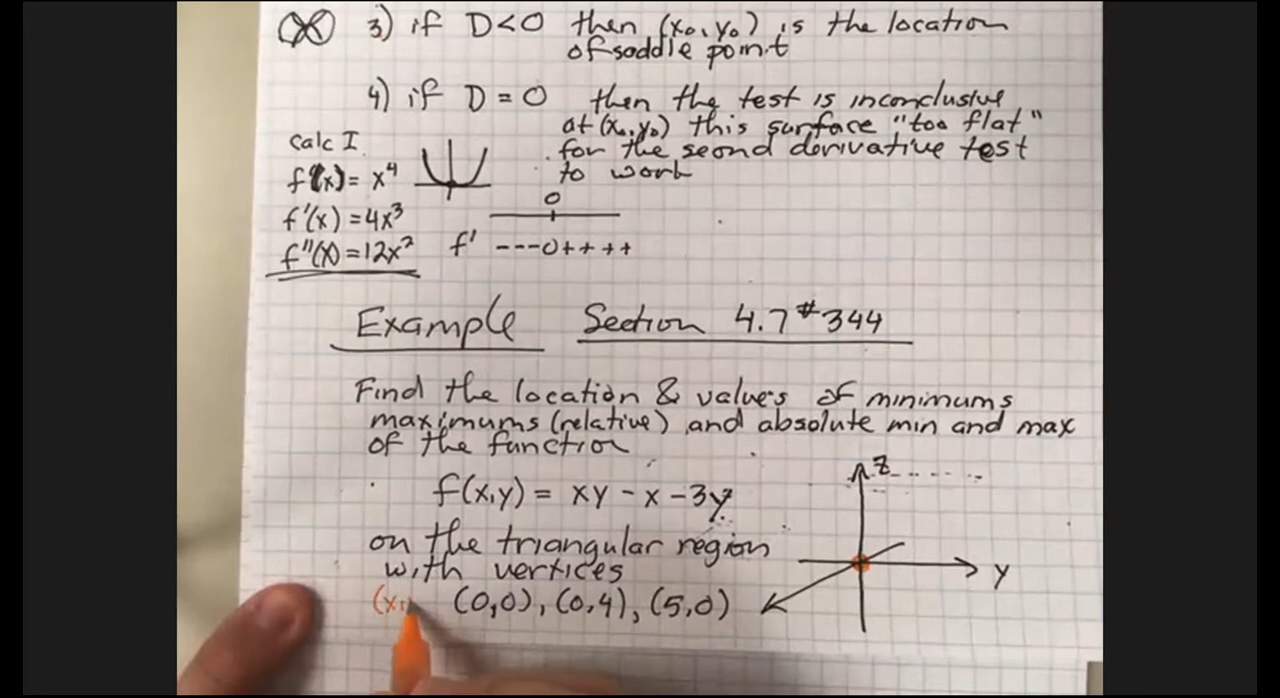 3) if D<0 then (x₀,y₀) is the location
of saddle point
4) if D = 0 then the test is inconclusive
at (x₀,y₀) this surface "too flat"
for the second derivative test
to work
Calc I
f(x) = x⁴
f'(x) = 4x³
f''(x) = 12x²
0
f' ---0++++
Example Section 4.7 #344
Find the location & values of minimums
maximums (relative) and absolute min and max
of the function
f(x,y) = xy - x - 3y
on the triangular region
with vertices
(x, (0,0), (0,4), (5,0)
z
y